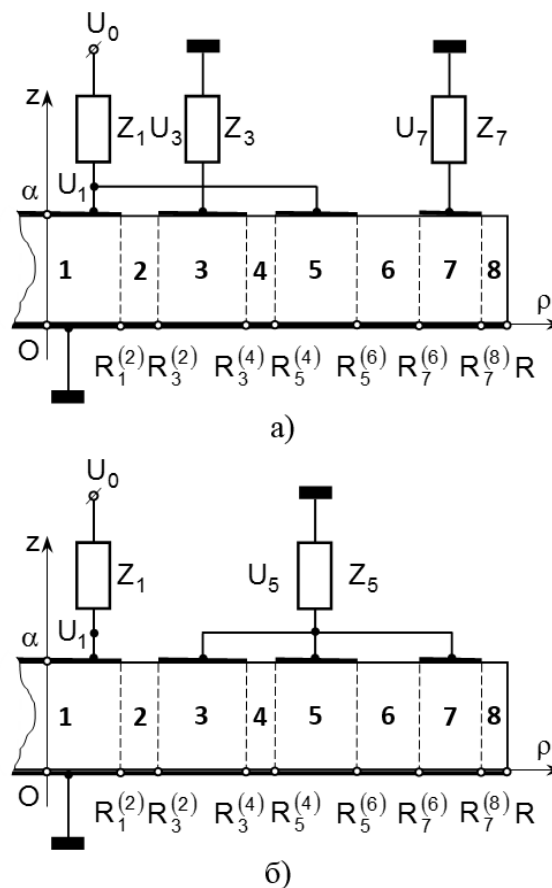 U₀
z
Z₁ U₃ Z₃ U₇ Z₇
U₁
α
1 2 3 4 5 6 7 8
ρ
O R₁⁽²⁾ R₃⁽²⁾ R₃⁽⁴⁾ R₅⁽⁴⁾ R₅⁽⁶⁾ R₇⁽⁶⁾ R₇⁽⁸⁾ R
а)
U₀
z
Z₁ U₅ Z₅
U₁
α
1 2 3 4 5 6 7 8
ρ
O R₁⁽²⁾ R₃⁽²⁾ R₃⁽⁴⁾ R₅⁽⁴⁾ R₅⁽⁶⁾ R₇⁽⁶⁾ R₇⁽⁸⁾ R
б)